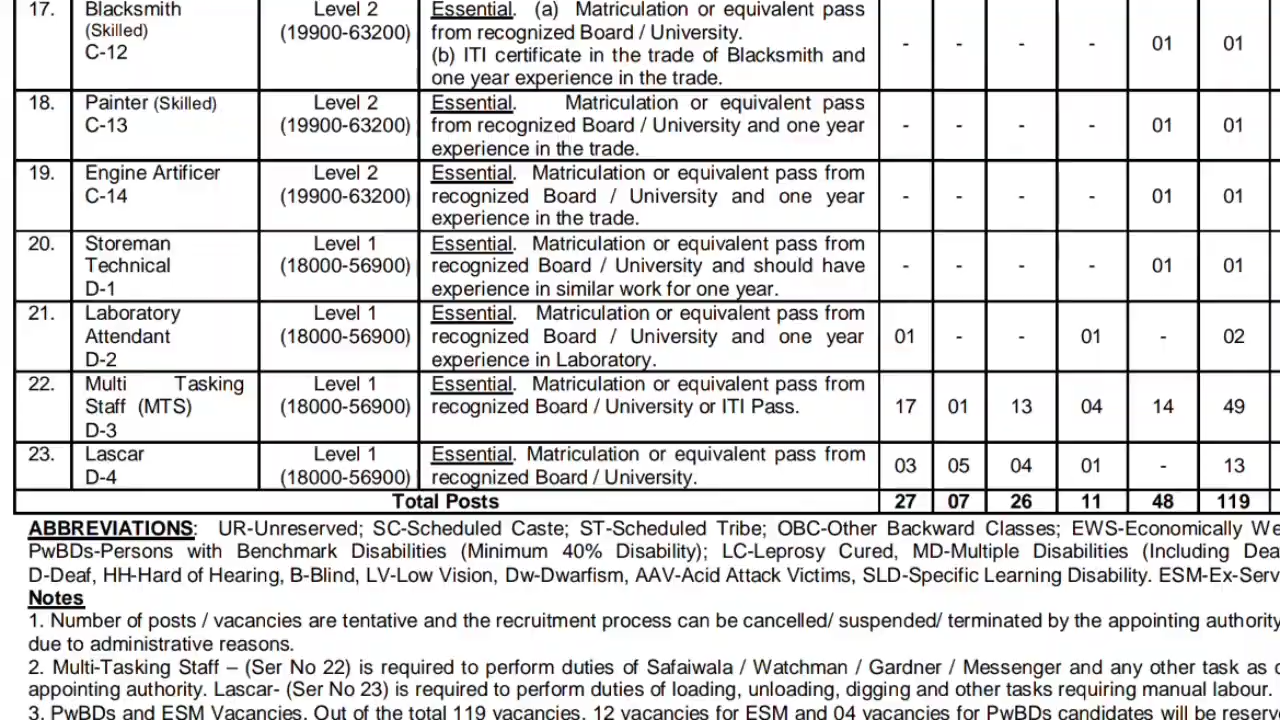 17. Blacksmith Level 2 Essential. (a) Matriculation or equivalent pass
(Skilled) (19900-63200) from recognized Board / University.
C-12 (b) ITI certificate in the trade of Blacksmith and - - - - 01 01
one year experience in the trade.
18. Painter (Skilled) Level 2 Essential. Matriculation or equivalent pass
C-13 (19900-63200) from recognized Board / University and one year - - - - 01 01
experience in the trade.
19. Engine Artificer Level 2 Essential. Matriculation or equivalent pass from
C-14 (19900-63200) recognized Board / University and one year - - - - 01 01
experience in the trade.
20. Storeman Level 1 Essential. Matriculation or equivalent pass from
Technical (18000-56900) recognized Board / University and should have - - - - 01 01
D-1 experience in similar work for one year.
21. Laboratory Level 1 Essential. Matriculation or equivalent pass from
Attendant (18000-56900) recognized Board / University and one year 01 - - 01 - 02
D-2 experience in Laboratory.
22. Multi Tasking Level 1 Essential. Matriculation or equivalent pass from
Staff (MTS) (18000-56900) recognized Board / University or ITI Pass. 17 01 13 04 14 49
D-3
23. Lascar Level 1 Essential. Matriculation or equivalent pass from
D-4 (18000-56900) recognized Board / University. 03 05 04 01 - 13
Total Posts 27 07 26 11 48 119
ABBREVIATIONS: UR-Unreserved; SC-Scheduled Caste; ST-Scheduled Tribe; OBC-Other Backward Classes; EWS-Economically We
PwBDs-Persons with Benchmark Disabilities (Minimum 40% Disability); LC-Leprosy Cured, MD-Multiple Disabilities (Including Dea
D-Deaf, HH-Hard of Hearing, B-Blind, LV-Low Vision, Dw-Dwarfism, AAV-Acid Attack Victims, SLD-Specific Learning Disability. ESM-Ex-Serv
Notes
1. Number of posts / vacancies are tentative and the recruitment process can be cancelled/ suspended/ terminated by the appointing authority
due to administrative reasons.
2. Multi-Tasking Staff – (Ser No 22) is required to perform duties of Safaiwala / Watchman / Gardner / Messenger and any other task as
appointing authority. Lascar- (Ser No 23) is required to perform duties of loading, unloading, digging and other tasks requiring manual labour.
3. PwBDs and ESM Vacancies. Out of the total 119 vacancies, 12 vacancies for ESM and 04 vacancies for PwBDs candidates will be reserv